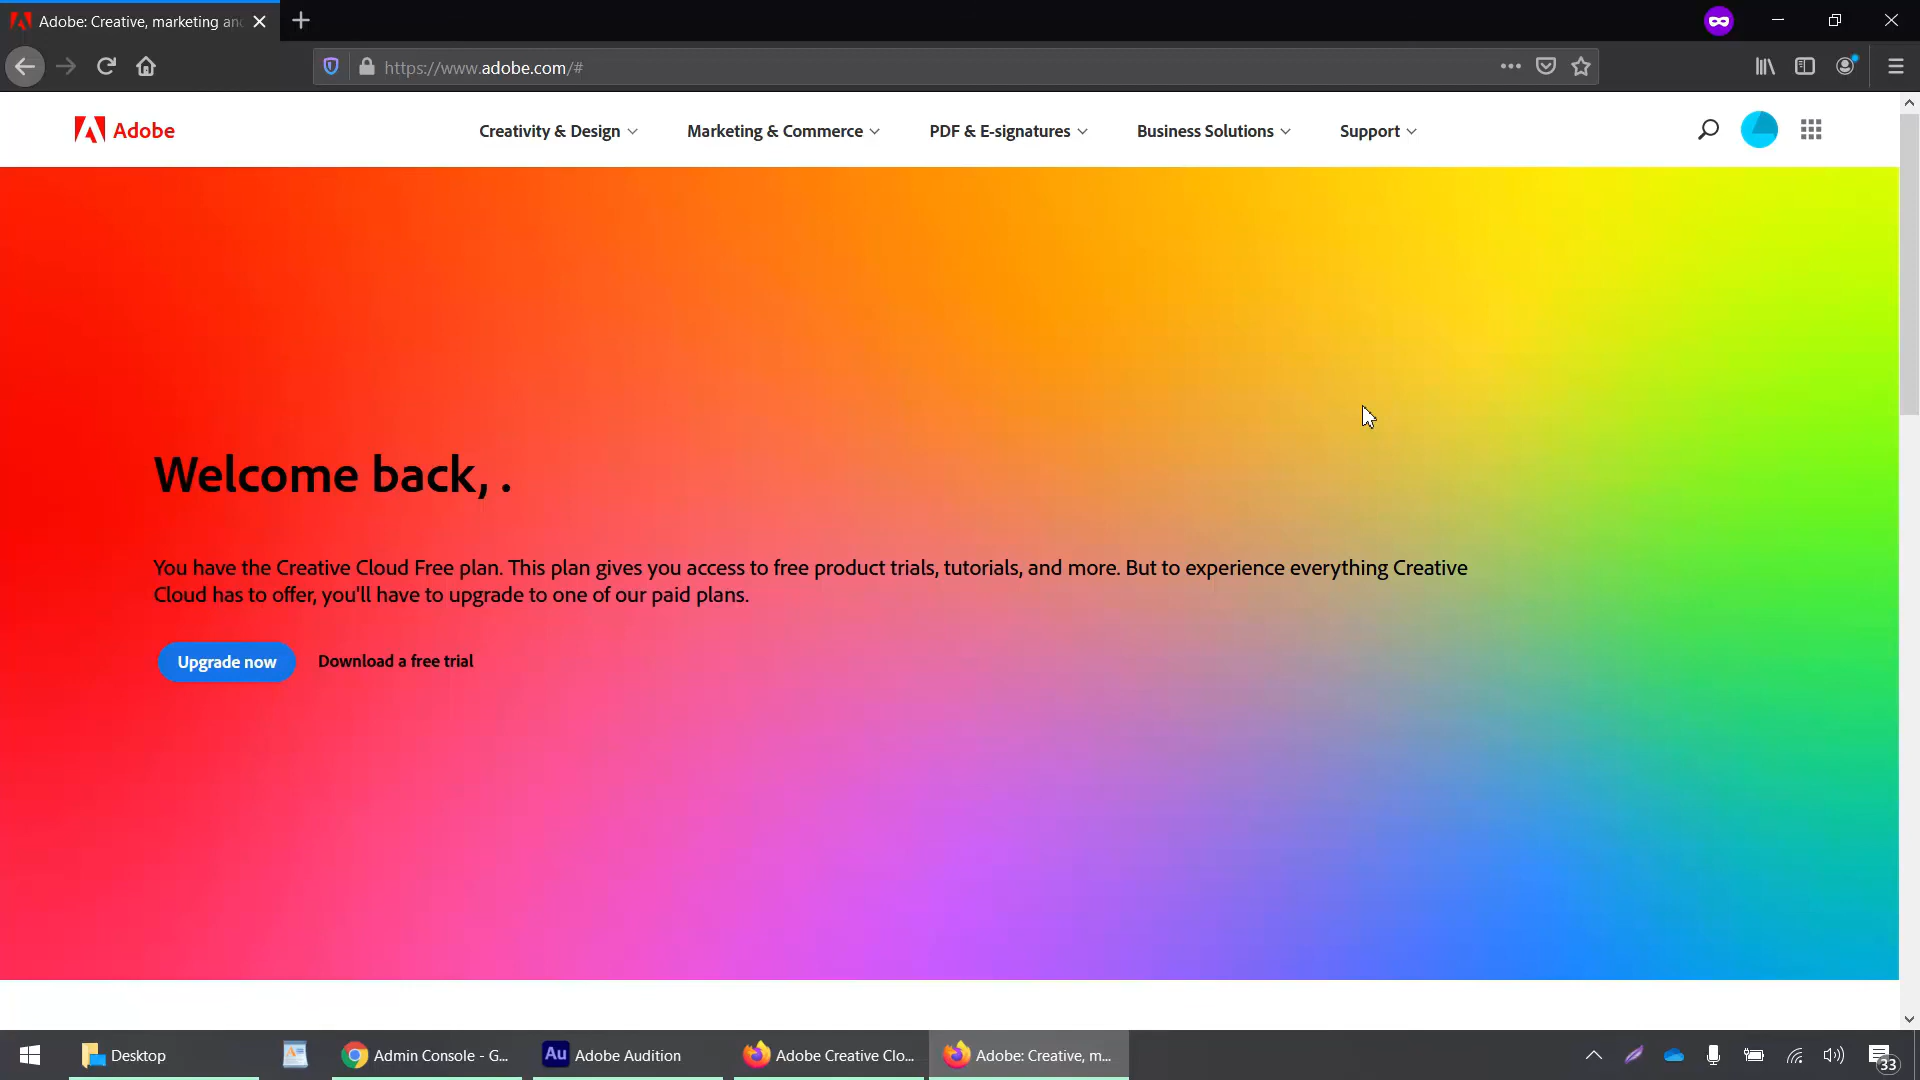 Adobe: Creative, marketing and
https://www.adobe.com/#
Adobe
Creativity & Design
Marketing & Commerce
PDF & E-signatures
Business Solutions
Support
Welcome back, .
You have the Creative Cloud Free plan. This plan gives you access to free product trials, tutorials, and more. But to experience everything Creative
Cloud has to offer, you'll have to upgrade to one of our paid plans.
Upgrade now
Download a free trial
Desktop
Admin Console - G...
Au
Adobe Audition
Adobe Creative Clo...
Adobe: Creative, m...
33